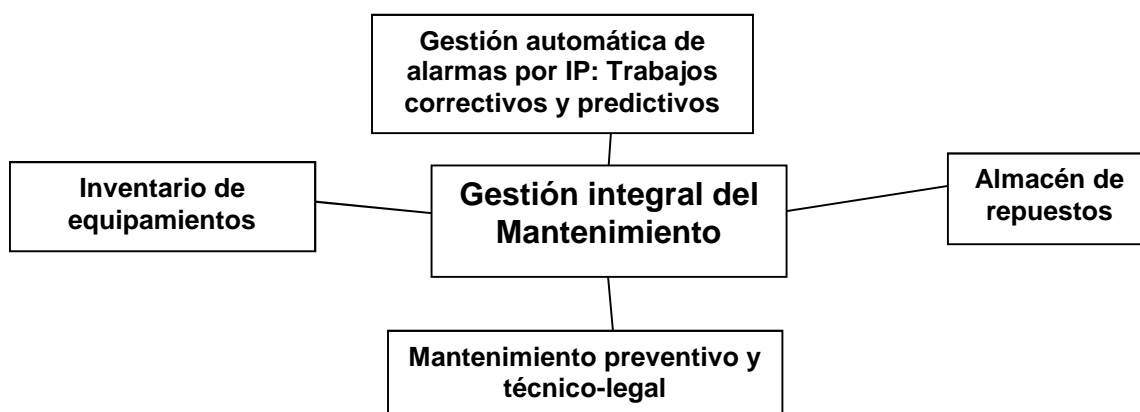 Gestión automática de
alarmas por IP: Trabajos
correctivos y predictivos
Inventario de
equipamientos
Gestión integral del
Mantenimiento
Almacén de
repuestos
Mantenimiento preventivo y
técnico-legal